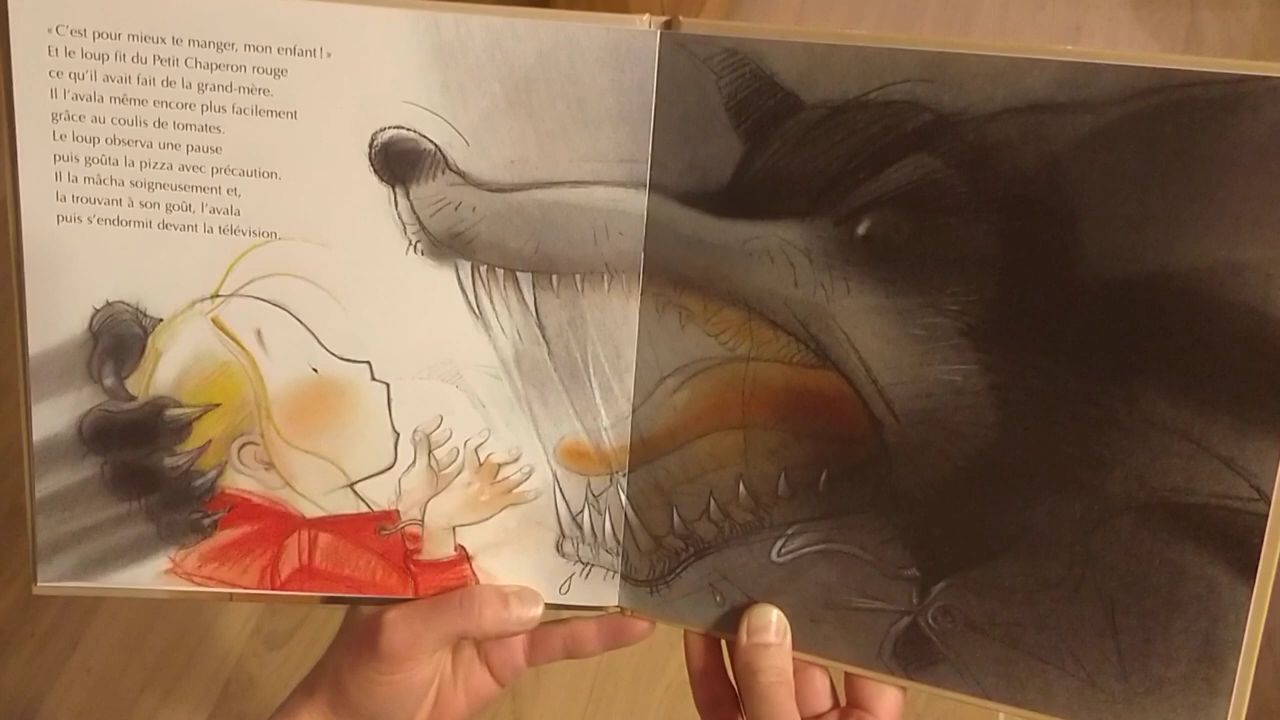 « C'est pour mieux te manger, mon enfant ! »
Et le loup fit du Petit Chaperon rouge
ce qu'il avait fait de la grand-mère.
Il l'avala même encore plus facilement
grâce au coulis de tomates.
Le loup observa une pause
puis goûta la pizza avec précaution.
Il la mâcha soigneusement et,
la trouvant à son goût, l'avala
puis s'endormit devant la télévision.